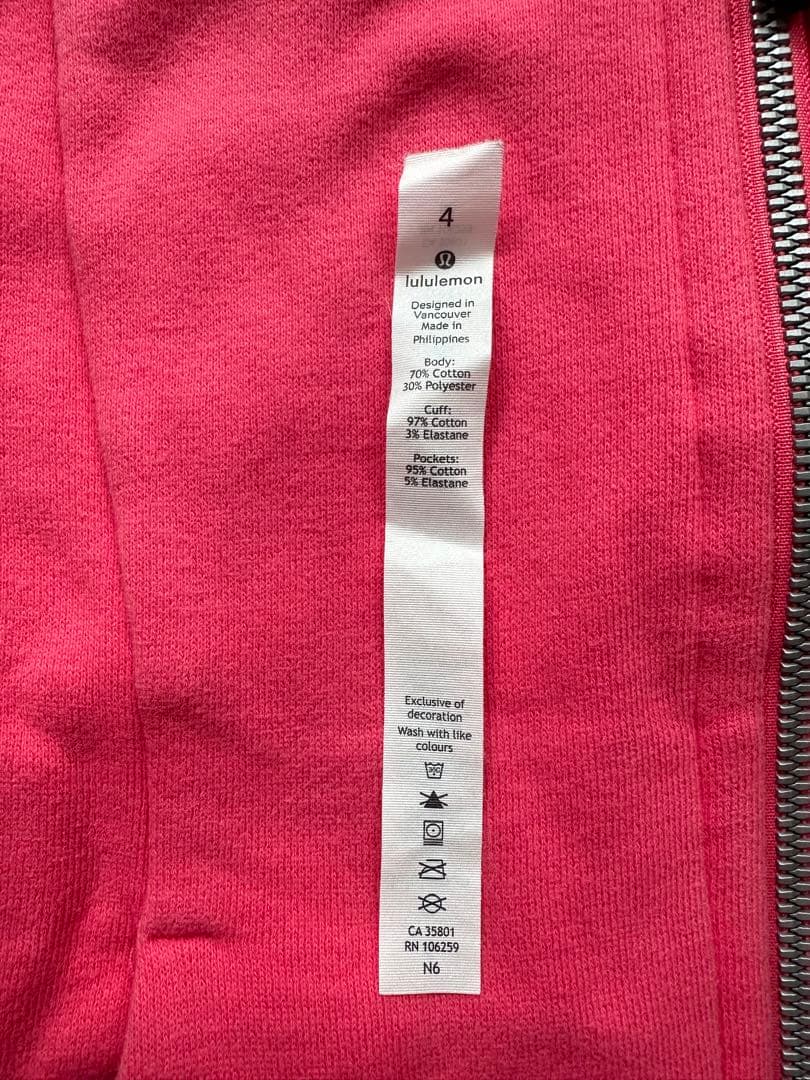 4
lululemon
Designed in
Vancouver
Made in
Philippines
Body:
70% Cotton
30% Polyester
Cuff:
97% Cotton
3% Elastane
Pockets:
95% Cotton
5% Elastane
Exclusive of
decoration
Wash with like
colours
30C
CA 35801
RN 106259
N6